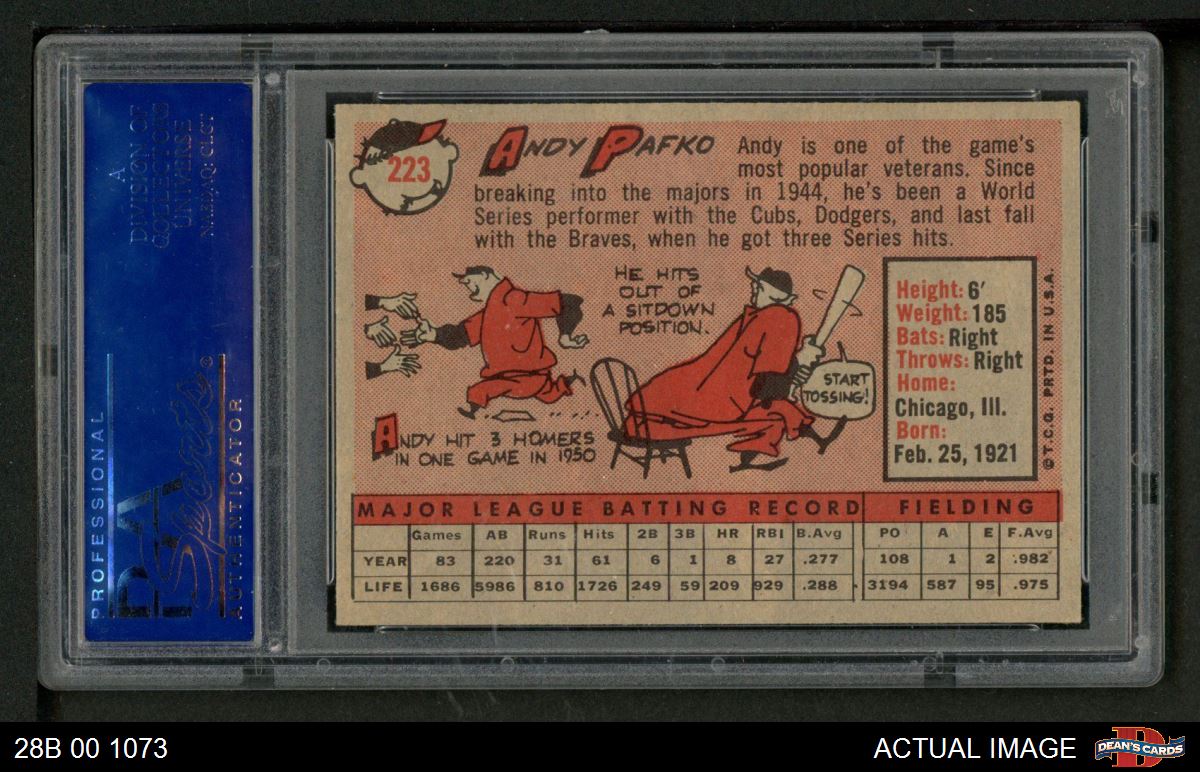 A
DIVISION OF
COLLECTORS
UNIVERSE
NASDAQ: CLCT
PROFESSIONAL
PSA
Sports®
AUTHENTICATOR
223
ANDY PAFKO
Andy is one of the game's
most popular veterans. Since
breaking into the majors in 1944, he's been a World
Series performer with the Cubs, Dodgers, and last fall
with the Braves, when he got three Series hits.
HE HITS
OUT OF
A SITDOWN
POSITION.
START
TOSSING!
ANDY HIT 3 HOMERS
IN ONE GAME IN 1950
Height: 6'
Weight: 185
Bats: Right
Throws: Right
Home:
Chicago, Ill.
Born:
Feb. 25, 1921
©T.C.G. PRTD. IN U.S.A.
MAJOR LEAGUE BATTING RECORD FIELDING
Games AB Runs Hits 2B 3B HR RBI B.Avg PO A E F.Avg
YEAR 83 220 31 61 6 1 8 27 .277 108 1 2 .982
LIFE 1686 5986 810 1726 249 59 209 929 .288 3194 587 95 .975
28B 00 1073
ACTUAL IMAGE
D
DEAN'S CARDS